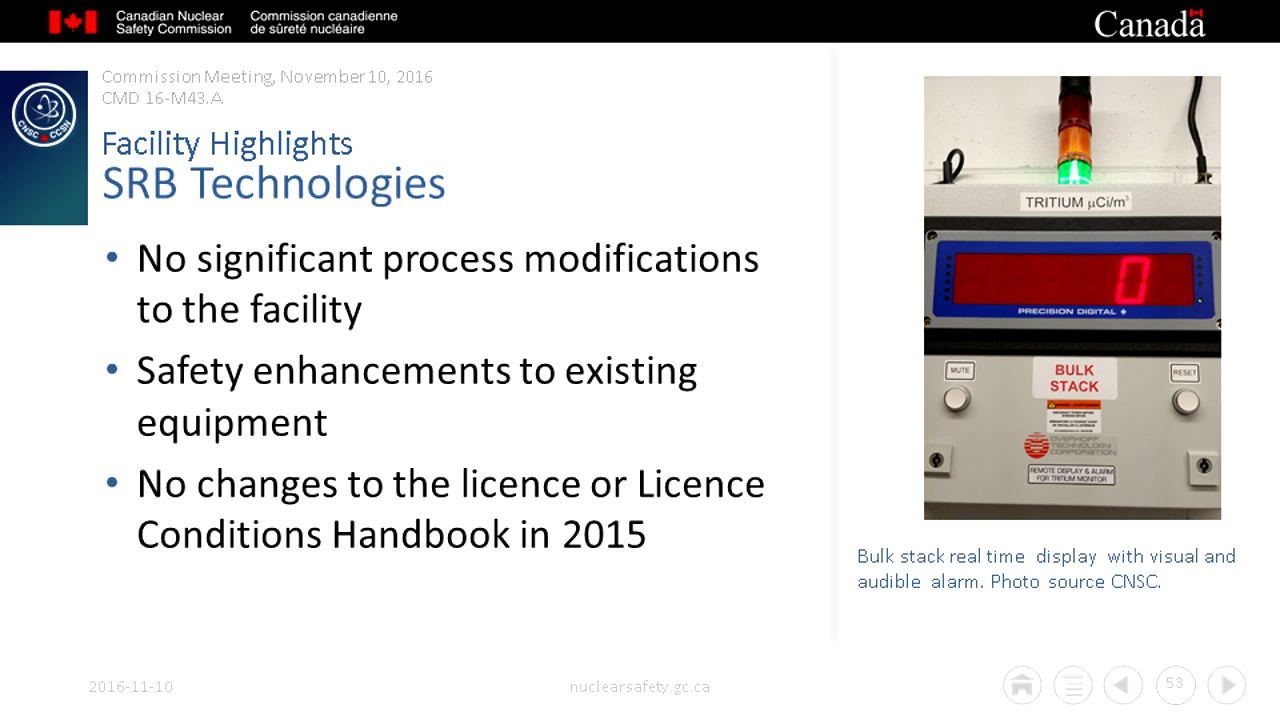 Canadian Nuclear
Safety Commission
Commission canadienne
de sûreté nucléaire
Canada
Commission Meeting, November 10, 2016
CMD 16-M43.A
CNSC CCSN
Facility Highlights
SRB Technologies
• No significant process modifications
to the facility
• Safety enhancements to existing
equipment
• No changes to the licence or Licence
Conditions Handbook in 2015
TRITIUM µCi/m³
0
PRECISION DIGITAL
MUTE
BULK
STACK
RESET
OVERHOFF
TECHNOLOGY
CORPORATION
REMOTE DISPLAY & ALARM
FOR TRITIUM MONITOR
Bulk stack real time display with visual and
audible alarm. Photo source CNSC.
2016-11-10
nuclearsafety.gc.ca
53